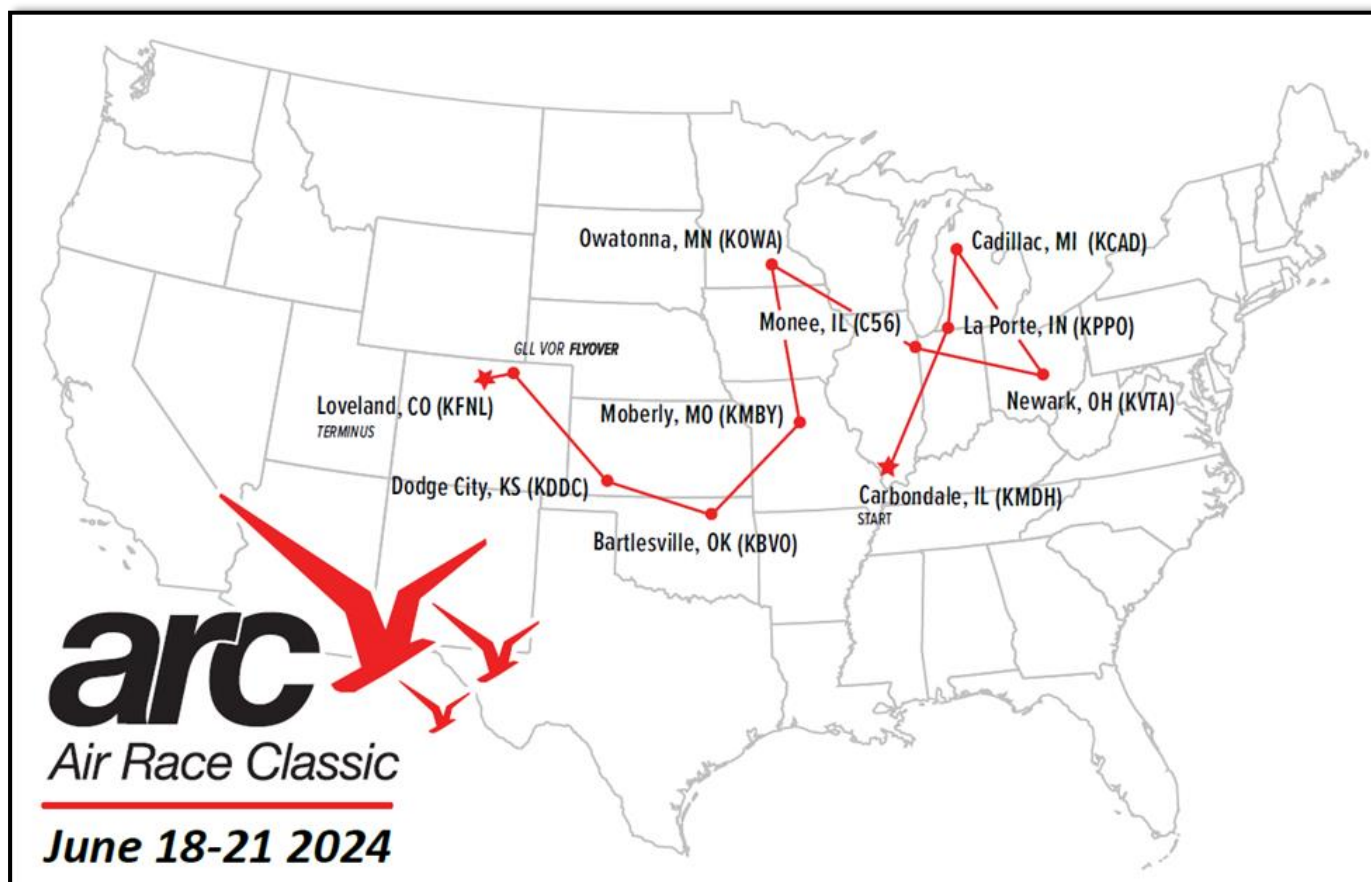 Owatonna, MN (KOWA)
Cadillac, MI (KCAD)
Monee, IL (C56)
La Porte, IN (KPPO)
GLL VOR FLYOVER
Loveland, CO (KFNL)
TERMINUS
Moberly, MO (KMBY)
Newark, OH (KVTA)
Dodge City, KS (KDDC)
Carbondale, IL (KMDH)
START
Bartlesville, OK (KBVO)
arc
Air Race Classic
June 18-21 2024